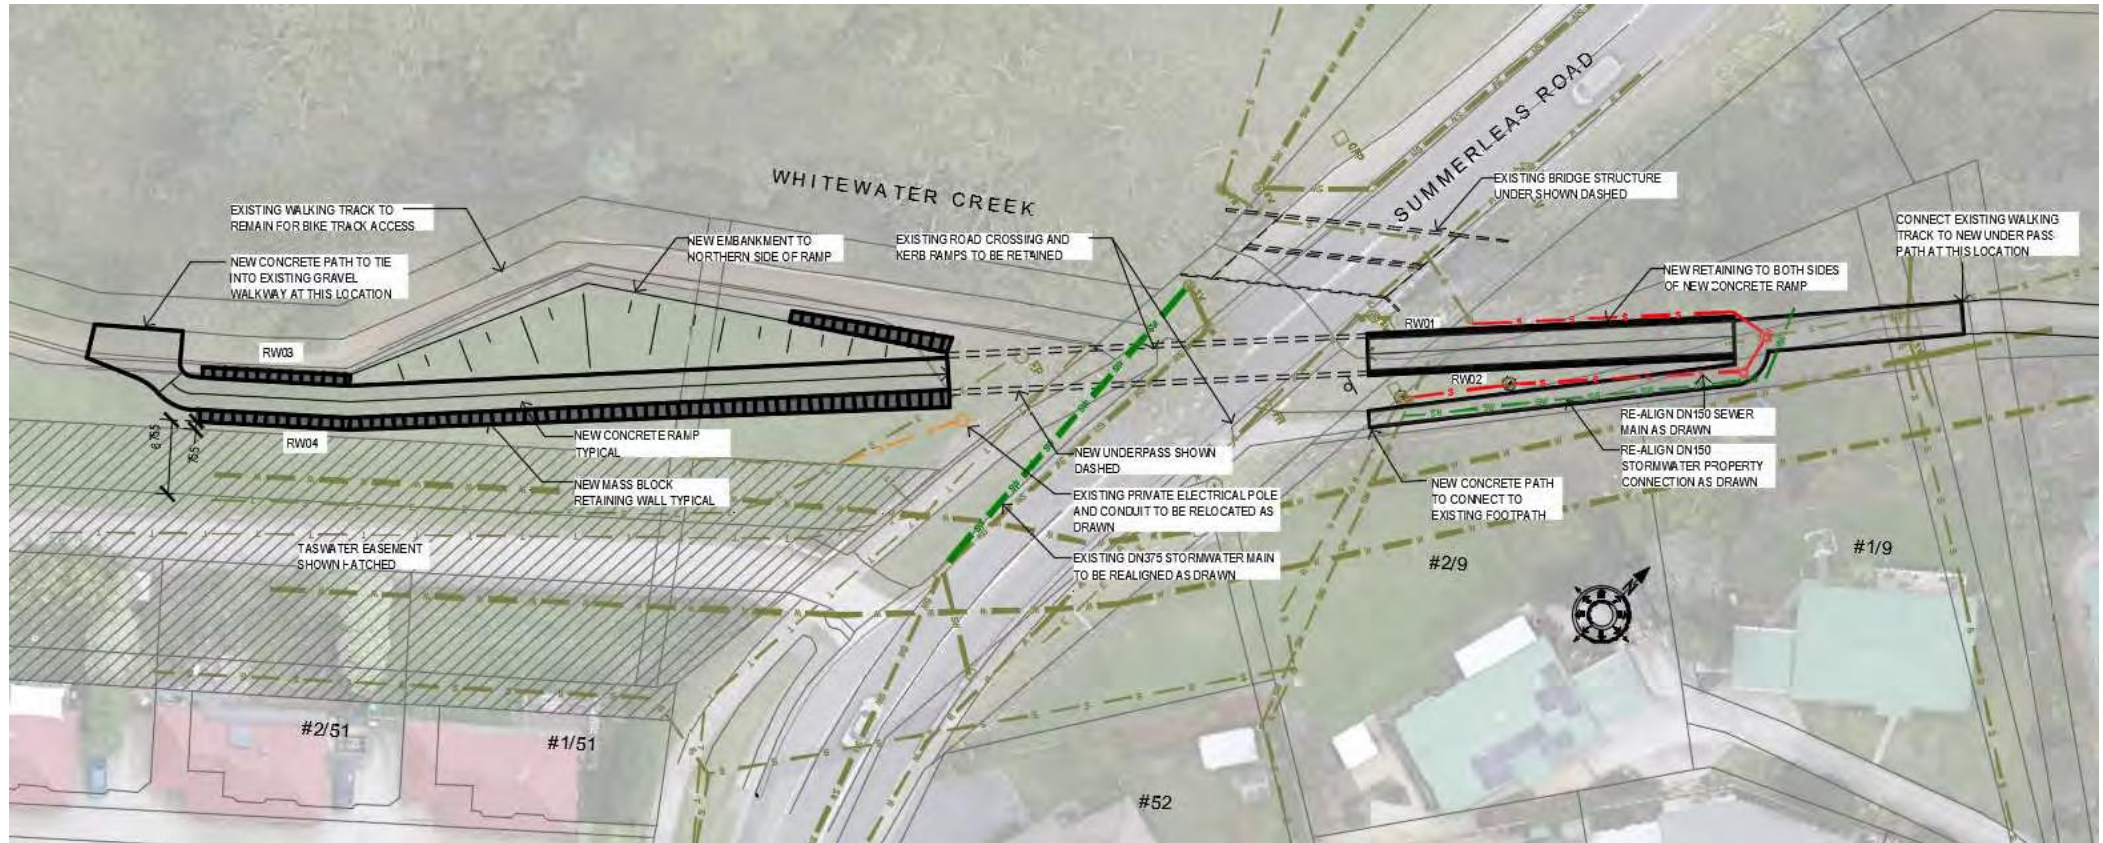 WHITEWATER CREEK
SUMMERLEAS ROAD
EXISTING WALKING TRACK TO
REMAIN FOR BIKE TRACK ACCESS
NEW CONCRETE PATH TO TIE
INTO EXISTING GRAVEL
WALKWAY AT THIS LOCATION
NEW EMBANKMENT TO
NORTHERN SIDE OF RAMP
EXISTING ROAD CROSSING AND
KERB RAMPS TO BE RETAINED
EXISTING BRIDGE STRUCTURE
UNDER SHOWN DASHED
CONNECT EXISTING WALKING
TRACK TO NEW UNDER PASS
PATH AT THIS LOCATION
NEW RETAINING TO BOTH SIDES
OF NEW CONCRETE RAMP
RW03
RW01
RW02
RW04
755
NEW CONCRETE RAMP
TYPICAL
NEW MASS BLOCK
RETAINING WALL TYPICAL
NEW UNDERPASS SHOWN
DASHED
EXISTING PRIVATE ELECTRICAL POLE
AND CONDUIT TO BE RELOCATED AS
DRAWN
EXISTING DN375 STORMWATER MAIN
TO BE REALIGNED AS DRAWN
RE-ALIGN DN150 SEWER
MAIN AS DRAWN
RE-ALIGN DN150
STORMWATER PROPERTY
CONNECTION AS DRAWN
NEW CONCRETE PATH
TO CONNECT TO
EXISTING FOOTPATH
TASWATER EASEMENT
SHOWN HATCHED
#2/51
#1/51
#52
#2/9
#1/9
N